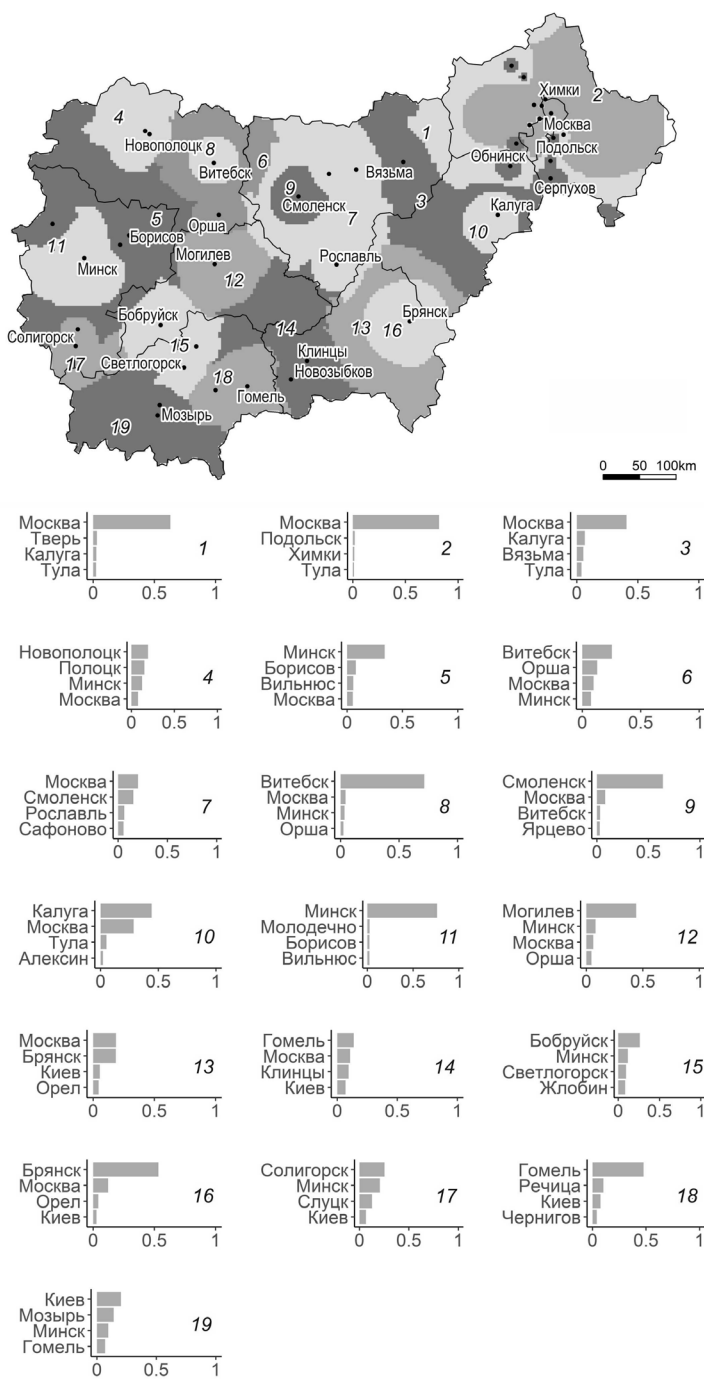 Химки
2
4
1
Москва
Новополоцк
8
Подольск
Витебск
6
Вязьма
Обнинск
9
Серпухов
Смоленск
3
5
7
Калуга
Орша
11
Борисов
10
Могилев
Минск
12
Рославль
Бобруйск
Брянск
14
13
16
Солигорск
15
Клинцы
Светлогорск
17
18
Новозыбков
Гомель
Мозырь
19
0 50 100km
Москва
Тверь
Калуга
Тула
1
0 0.5 1
Москва
Подольск
Химки
Тула
2
0 0.5 1
Москва
Калуга
Вязьма
Тула
3
0 0.5 1
Новополоцк
Полоцк
Минск
Москва
4
0 0.5 1
Минск
Борисов
Вильнюс
Москва
5
0 0.5 1
Витебск
Орша
Москва
Минск
6
0 0.5 1
Москва
Смоленск
Рославль
Сафоново
7
0 0.5 1
Витебск
Москва
Минск
Орша
8
0 0.5 1
Смоленск
Москва
Витебск
Ярцево
9
0 0.5 1
Калуга
Москва
Тула
Алексин
10
0 0.5 1
Минск
Молодечно
Борисов
Вильнюс
11
0 0.5 1
Могилев
Минск
Москва
Орша
12
0 0.5 1
Москва
Брянск
Киев
Орел
13
0 0.5 1
Гомель
Москва
Клинцы
Киев
14
0 0.5 1
Бобруйск
Минск
Светлогорск
Жлобин
15
0 0.5 1
Брянск
Москва
Орел
Киев
16
0 0.5 1
Солигорск
Минск
Слуцк
Киев
17
0 0.5 1
Гомель
Речица
Киев
Чернигов
18
0 0.5 1
Киев
Мозырь
Минск
Гомель
19
0 0.5 1